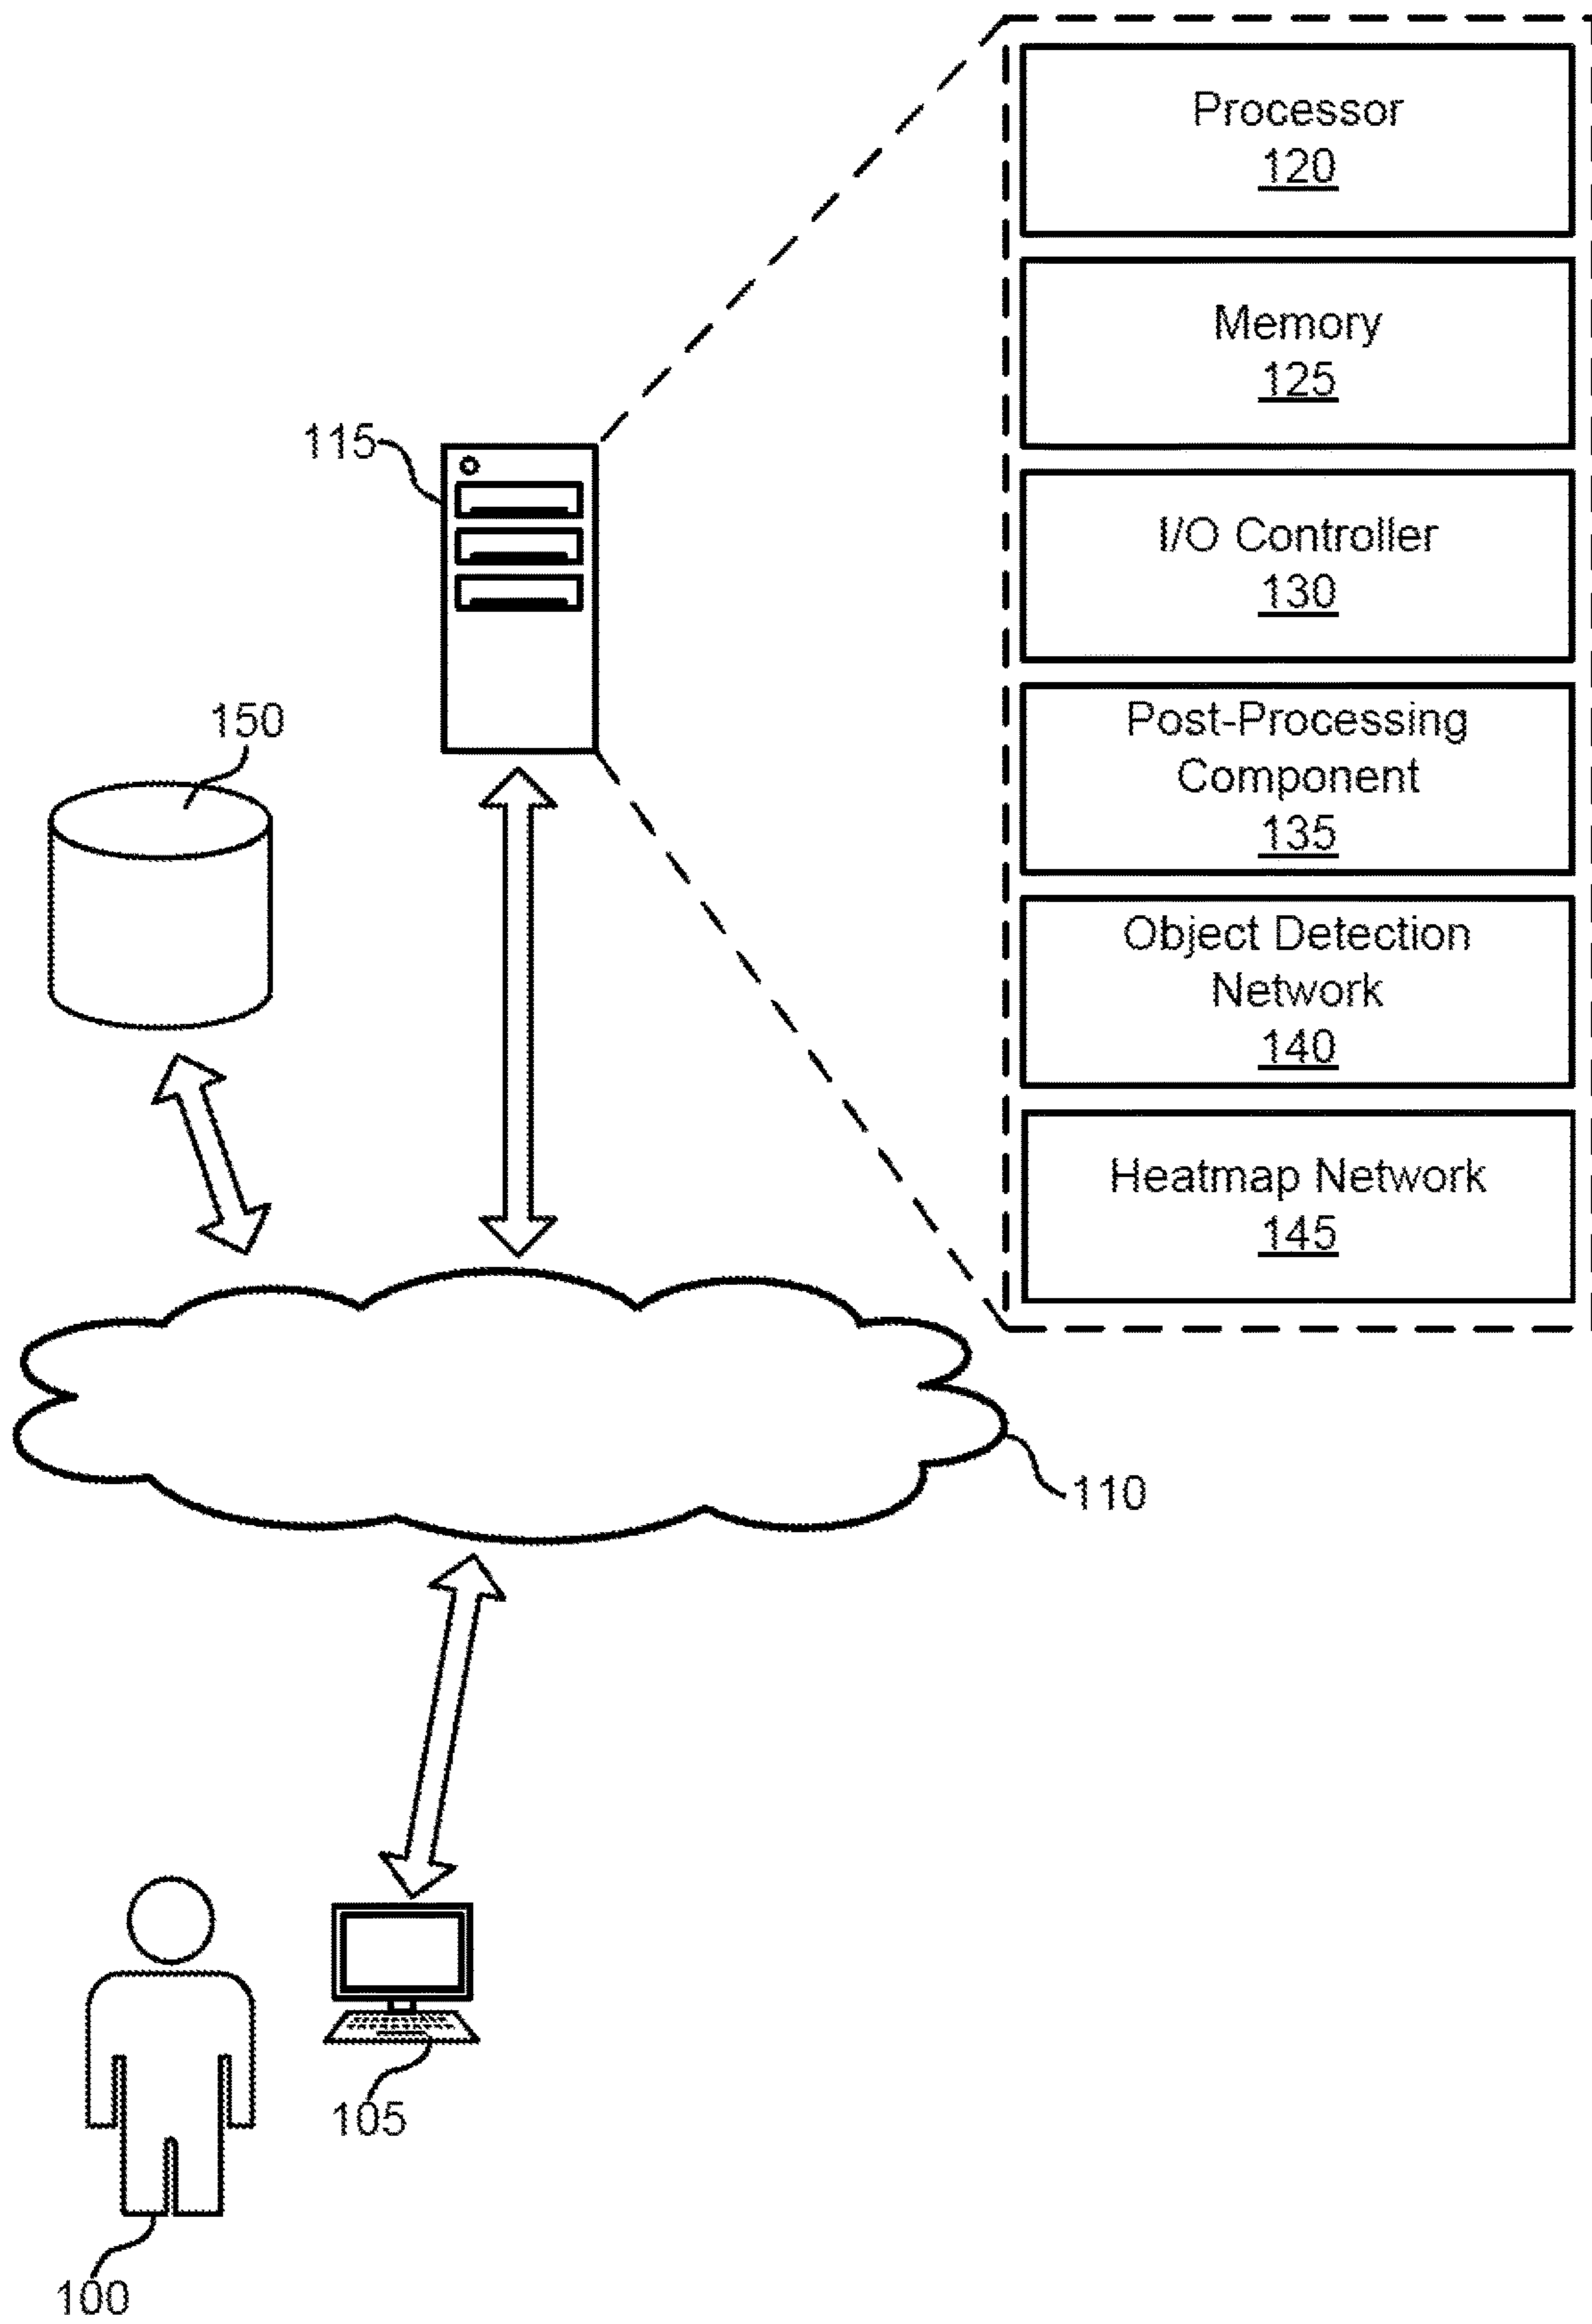 Processor
120
Memory
125
115
I/O Controller
130
150
Post-Processing
Component
135
Object Detection
Network
140
Heatmap Network
145
110
105
100